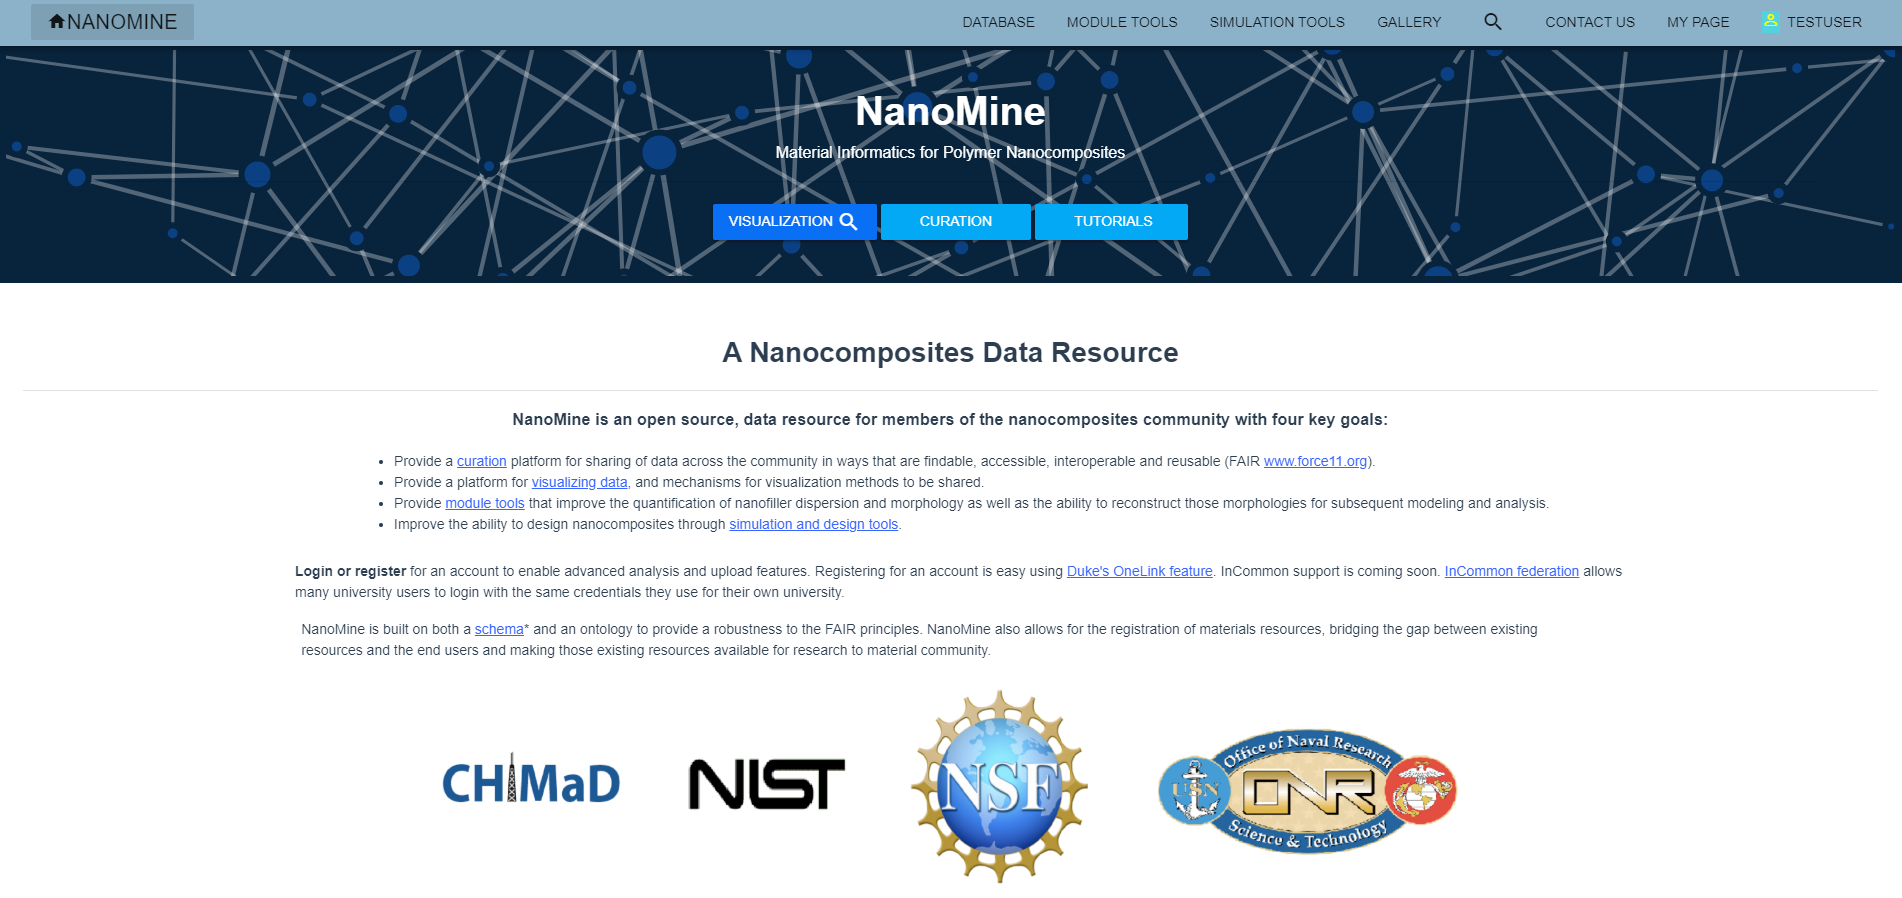 NANOMINE
DATABASE
MODULE TOOLS
SIMULATION TOOLS
GALLERY
CONTACT US
MY PAGE
TESTUSER
NanoMine
Material Informatics for Polymer Nanocomposites
VISUALIZATION
CURATION
TUTORIALS
A Nanocomposites Data Resource
NanoMine is an open source, data resource for members of the nanocomposites community with four key goals:
• Provide a curation platform for sharing of data across the community in ways that are findable, accessible, interoperable and reusable (FAIR www.force11.org).
• Provide a platform for visualizing data, and mechanisms for visualization methods to be shared.
• Provide module tools that improve the quantification of nanofiller dispersion and morphology as well as the ability to reconstruct those morphologies for subsequent modeling and analysis.
• Improve the ability to design nanocomposites through simulation and design tools.
Login or register for an account to enable advanced analysis and upload features. Registering for an account is easy using Duke's OneLink feature. InCommon support is coming soon. InCommon federation allows
many university users to login with the same credentials they use for their own university.
NanoMine is built on both a schema* and an ontology to provide a robustness to the FAIR principles. NanoMine also allows for the registration of materials resources, bridging the gap between existing
resources and the end users and making those existing resources available for research to material community.
CHiMaD
NIST
NSF
Office of Naval Research
USN
ONR
Science & Technology